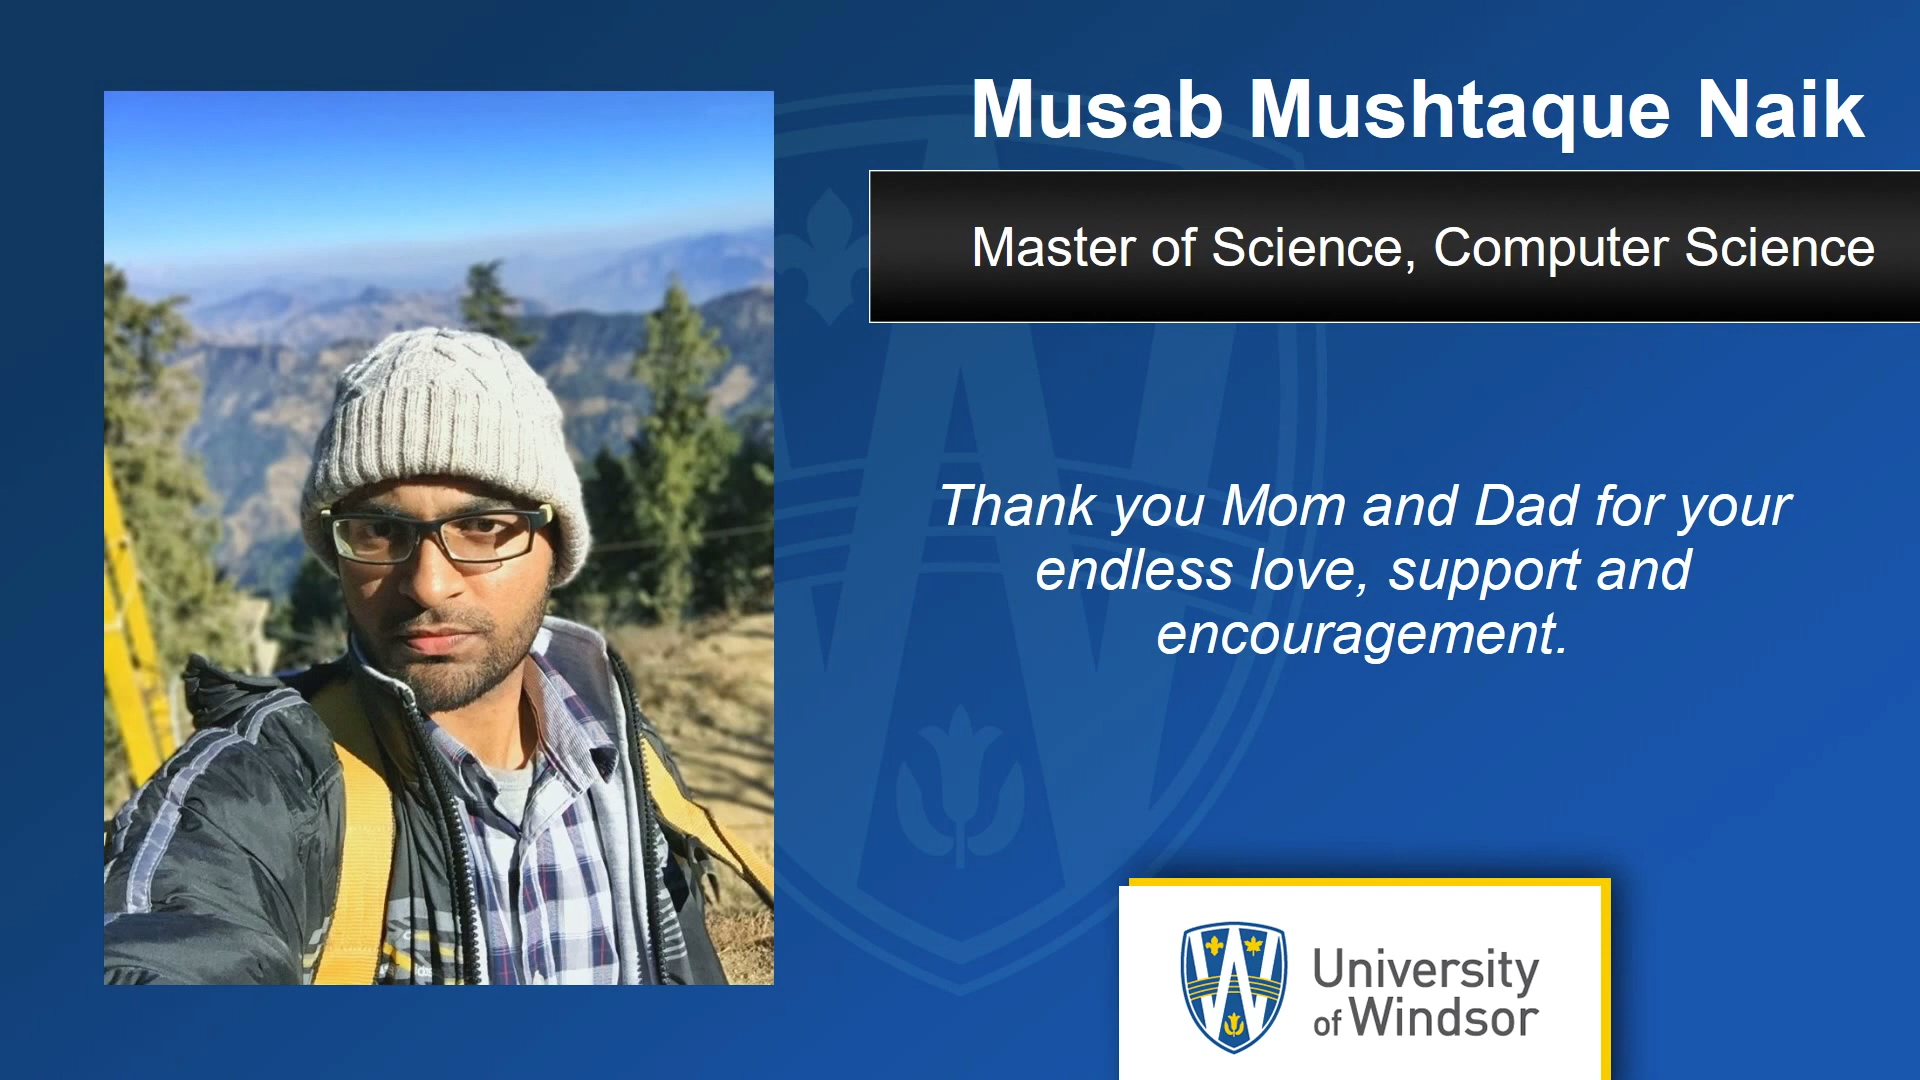 Musab Mushtaque Naik
Master of Science, Computer Science
Thank you Mom and Dad for your
endless love, support and
encouragement.
University
of Windsor